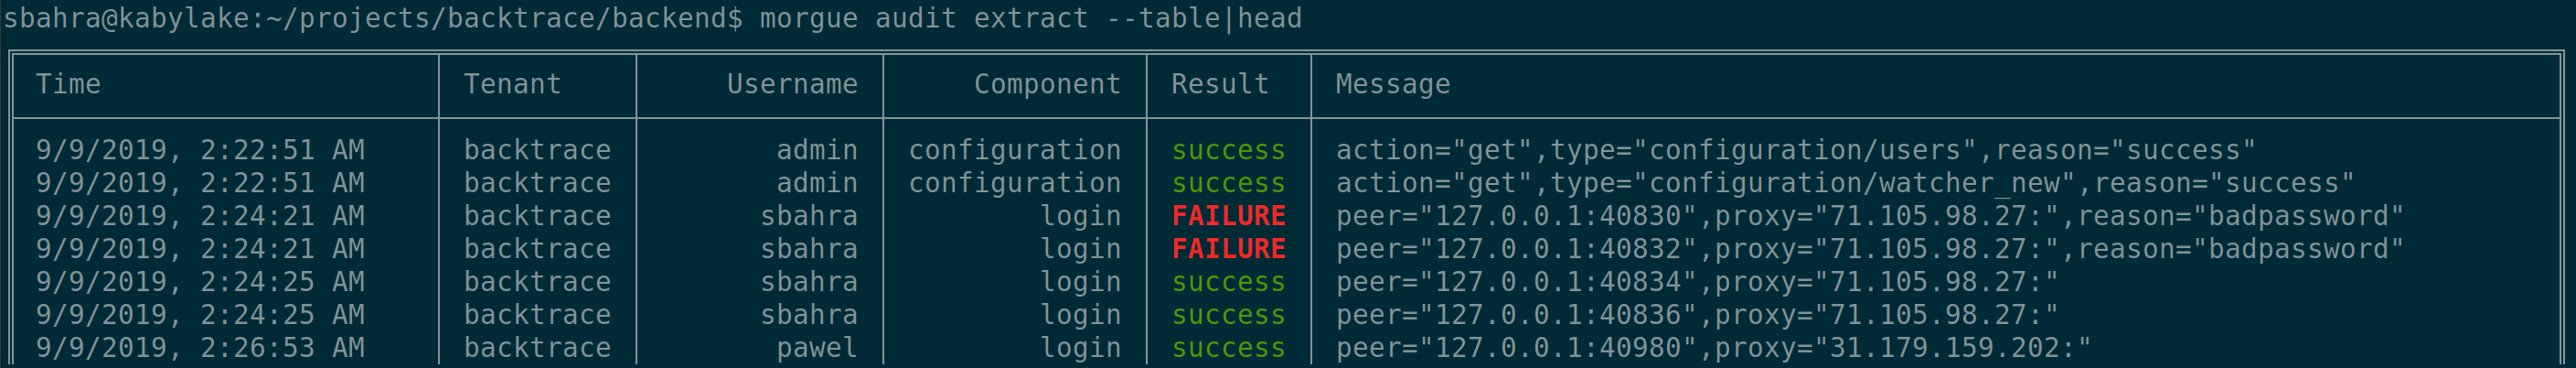 sbahra@kabylake:~/projects/backtrace/backend$ morgue audit extract --table|head
Time Tenant Username Component Result Message
9/9/2019, 2:22:51 AM backtrace admin configuration success action="get",type="configuration/users",reason="success"
9/9/2019, 2:22:51 AM backtrace admin configuration success action="get",type="configuration/watcher_new",reason="success"
9/9/2019, 2:24:21 AM backtrace sbahra login FAILURE peer="127.0.0.1:40830",proxy="71.105.98.27:",reason="badpassword"
9/9/2019, 2:24:21 AM backtrace sbahra login FAILURE peer="127.0.0.1:40832",proxy="71.105.98.27:",reason="badpassword"
9/9/2019, 2:24:25 AM backtrace sbahra login success peer="127.0.0.1:40834",proxy="71.105.98.27:"
9/9/2019, 2:24:25 AM backtrace sbahra login success peer="127.0.0.1:40836",proxy="71.105.98.27:"
9/9/2019, 2:26:53 AM backtrace pawel login success peer="127.0.0.1:40980",proxy="31.179.159.202:"